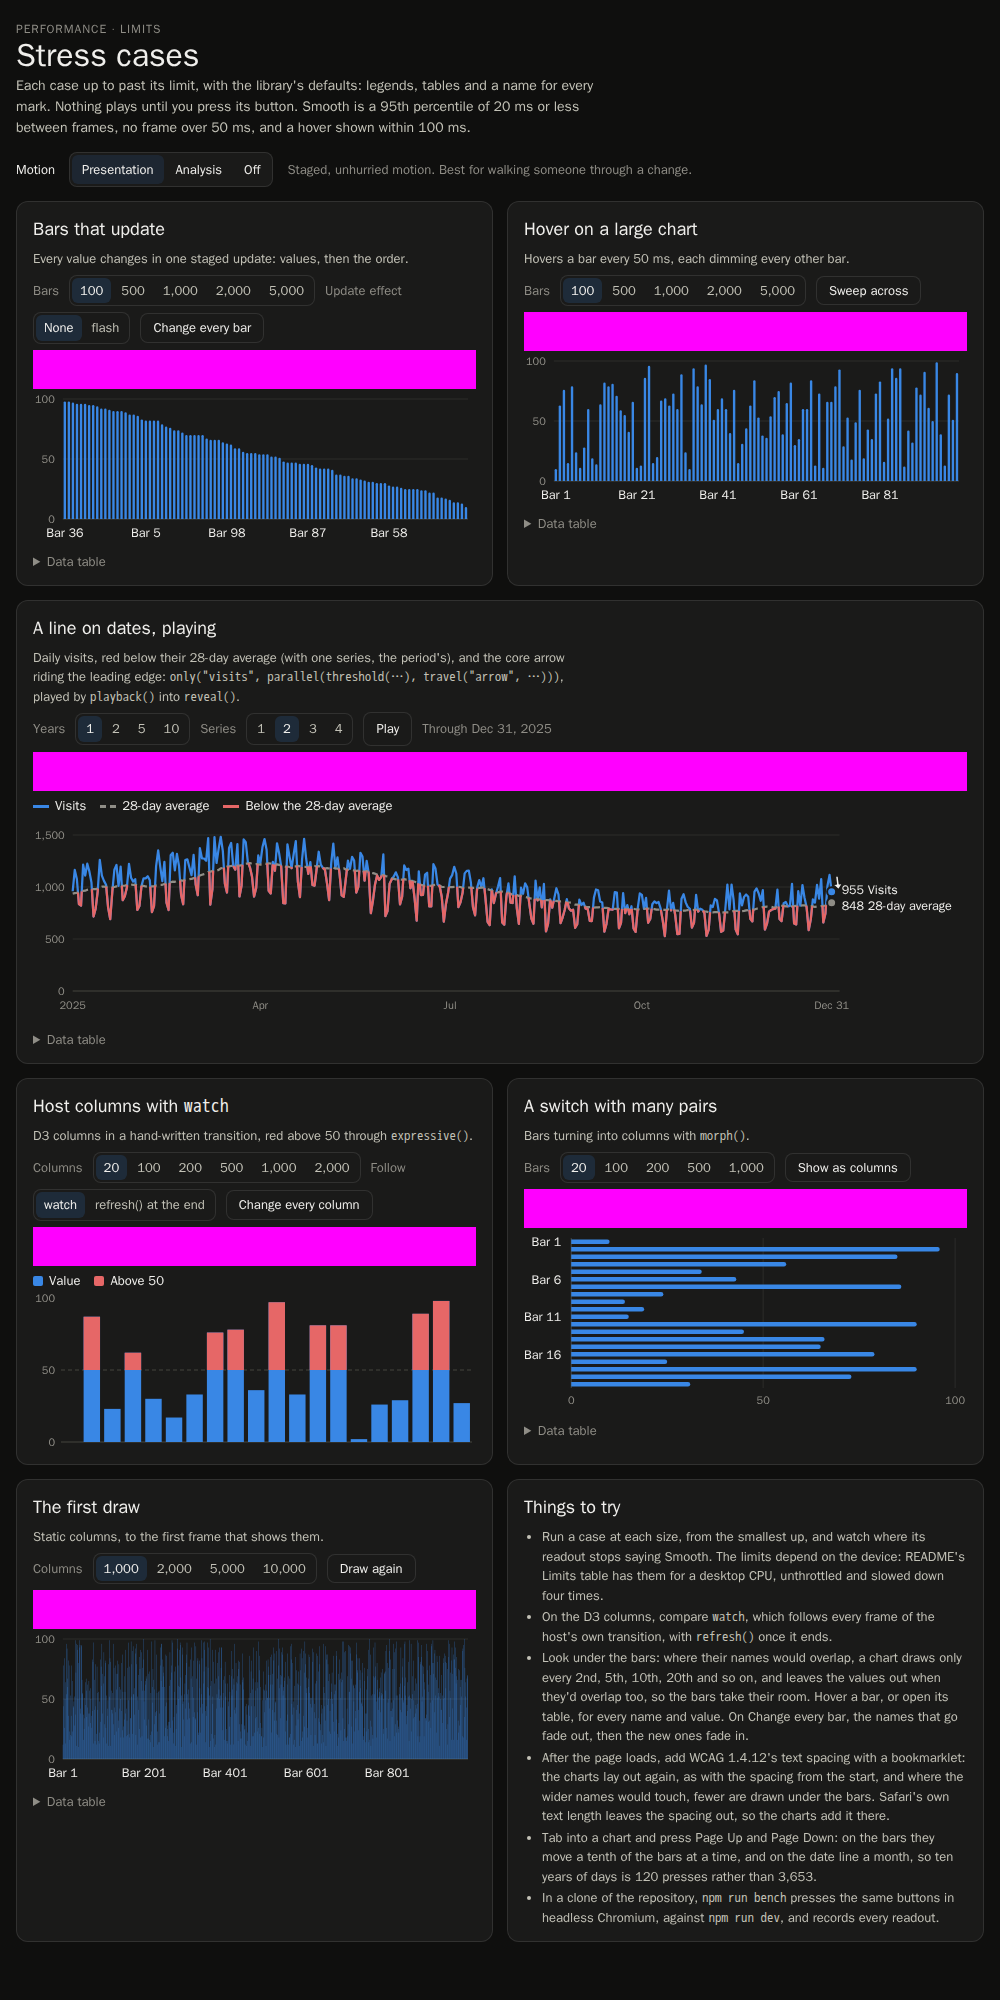 PERFORMANCE · LIMITS
Stress cases
Each case up to past its limit, with the library's defaults: legends, tables and a name for every
mark. Nothing plays until you press its button. Smooth is a 95th percentile of 20 ms or less
between frames, no frame over 50 ms, and a hover shown within 100 ms.
Motion Presentation Analysis Off Staged, unhurried motion. Best for walking someone through a change.
Bars that update
Every value changes in one staged update: values, then the order.
Bars 100 500 1,000 2,000 5,000 Update effect
None flash Change every bar
100
50
0
Bar 36 Bar 5 Bar 98 Bar 87 Bar 58
Data table
Hover on a large chart
Hovers a bar every 50 ms, each dimming every other bar.
Bars 100 500 1,000 2,000 5,000 Sweep across
100
50
0
Bar 1 Bar 21 Bar 41 Bar 61 Bar 81
Data table
A line on dates, playing
Daily visits, red below their 28-day average (with one series, the period's), and the core arrow
riding the leading edge: only("visits", parallel(threshold(⋯), travel("arrow", ⋯))),
played by playback() into reveal().
Years 1 2 5 10 Series 1 2 3 4 Play Through Dec 31, 2025
Visits 28-day average Below the 28-day average
1,500
1,000
500
0
955 Visits
848 28-day average
2025 Apr Jul Oct Dec 31
Data table
Host columns with watch
D3 columns in a hand-written transition, red above 50 through expressive().
Columns 20 100 200 500 1,000 2,000 Follow
watch refresh() at the end Change every column
Value Above 50
100
50
0
A switch with many pairs
Bars turning into columns with morph().
Bars 20 100 200 500 1,000 Show as columns
Bar 1
Bar 6
Bar 11
Bar 16
0 50 100
Data table
The first draw
Static columns, to the first frame that shows them.
Columns 1,000 2,000 5,000 10,000 Draw again
100
50
0
Bar 1 Bar 201 Bar 401 Bar 601 Bar 801
Data table
Things to try
• Run a case at each size, from the smallest up, and watch where its
readout stops saying Smooth. The limits depend on the device: README's
Limits table has them for a desktop CPU, unthrottled and slowed down
four times.
• On the D3 columns, compare watch, which follows every frame of the
host's own transition, with refresh() once it ends.
• Look under the bars: where their names would overlap, a chart draws only
every 2nd, 5th, 10th, 20th and so on, and leaves the values out when
they'd overlap too, so the bars take their room. Hover a bar, or open its
table, for every name and value. On Change every bar, the names that go
fade out, then the new ones fade in.
• After the page loads, add WCAG 1.4.12's text spacing with a bookmarklet:
the charts lay out again, as with the spacing from the start, and where the
wider names would touch, fewer are drawn under the bars. Safari's own
text length leaves the spacing out, so the charts add it there.
• Tab into a chart and press Page Up and Page Down: on the bars they
move a tenth of the bars at a time, and on the date line a month, so ten
years of days is 120 presses rather than 3,653.
• In a clone of the repository, npm run bench presses the same buttons in
headless Chromium, against npm run dev, and records every readout.